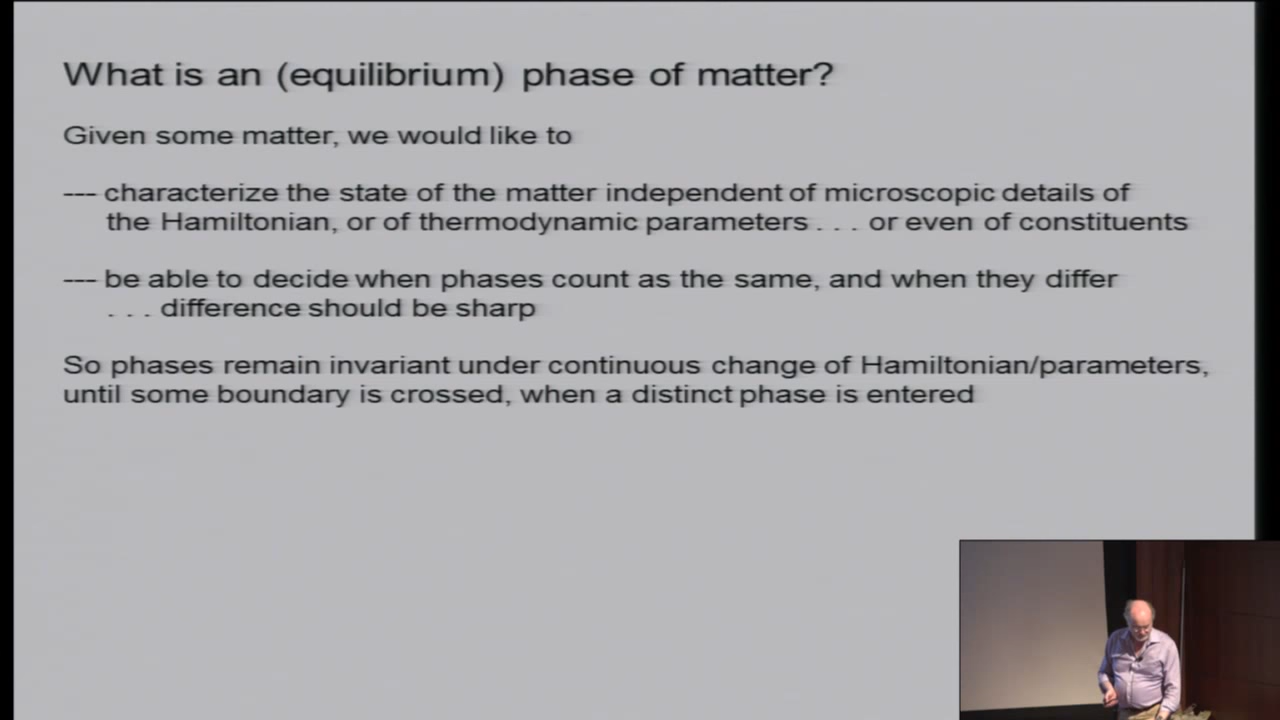 What is an (equilibrium) phase of matter?
Given some matter, we would like to
--- characterize the state of the matter independent of microscopic details of
the Hamiltonian, or of thermodynamic parameters . . . or even of constituents
--- be able to decide when phases count as the same, and when they differ
. . . difference should be sharp
So phases remain invariant under continuous change of Hamiltonian/parameters,
until some boundary is crossed, when a distinct phase is entered